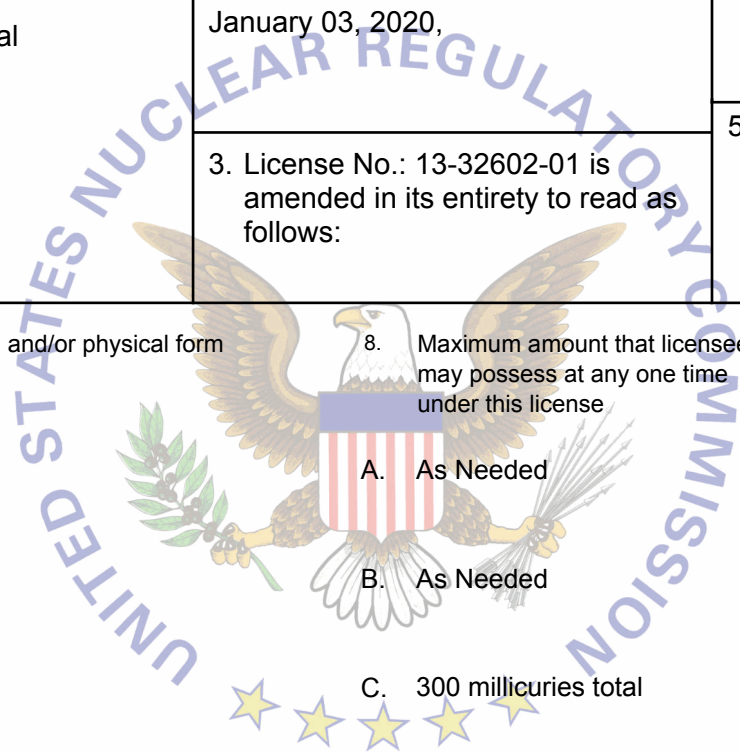 al
January 03, 2020,
5
3. License No.: 13-32602-01 is
amended in its entirety to read as
follows:
and/or physical form
8. Maximum amount that licensee
may possess at any one time
under this license
A. As Needed
B. As Needed
C. 300 millicuries total
UNITED STATES NUCLEAR REGULATORY COMMISSION